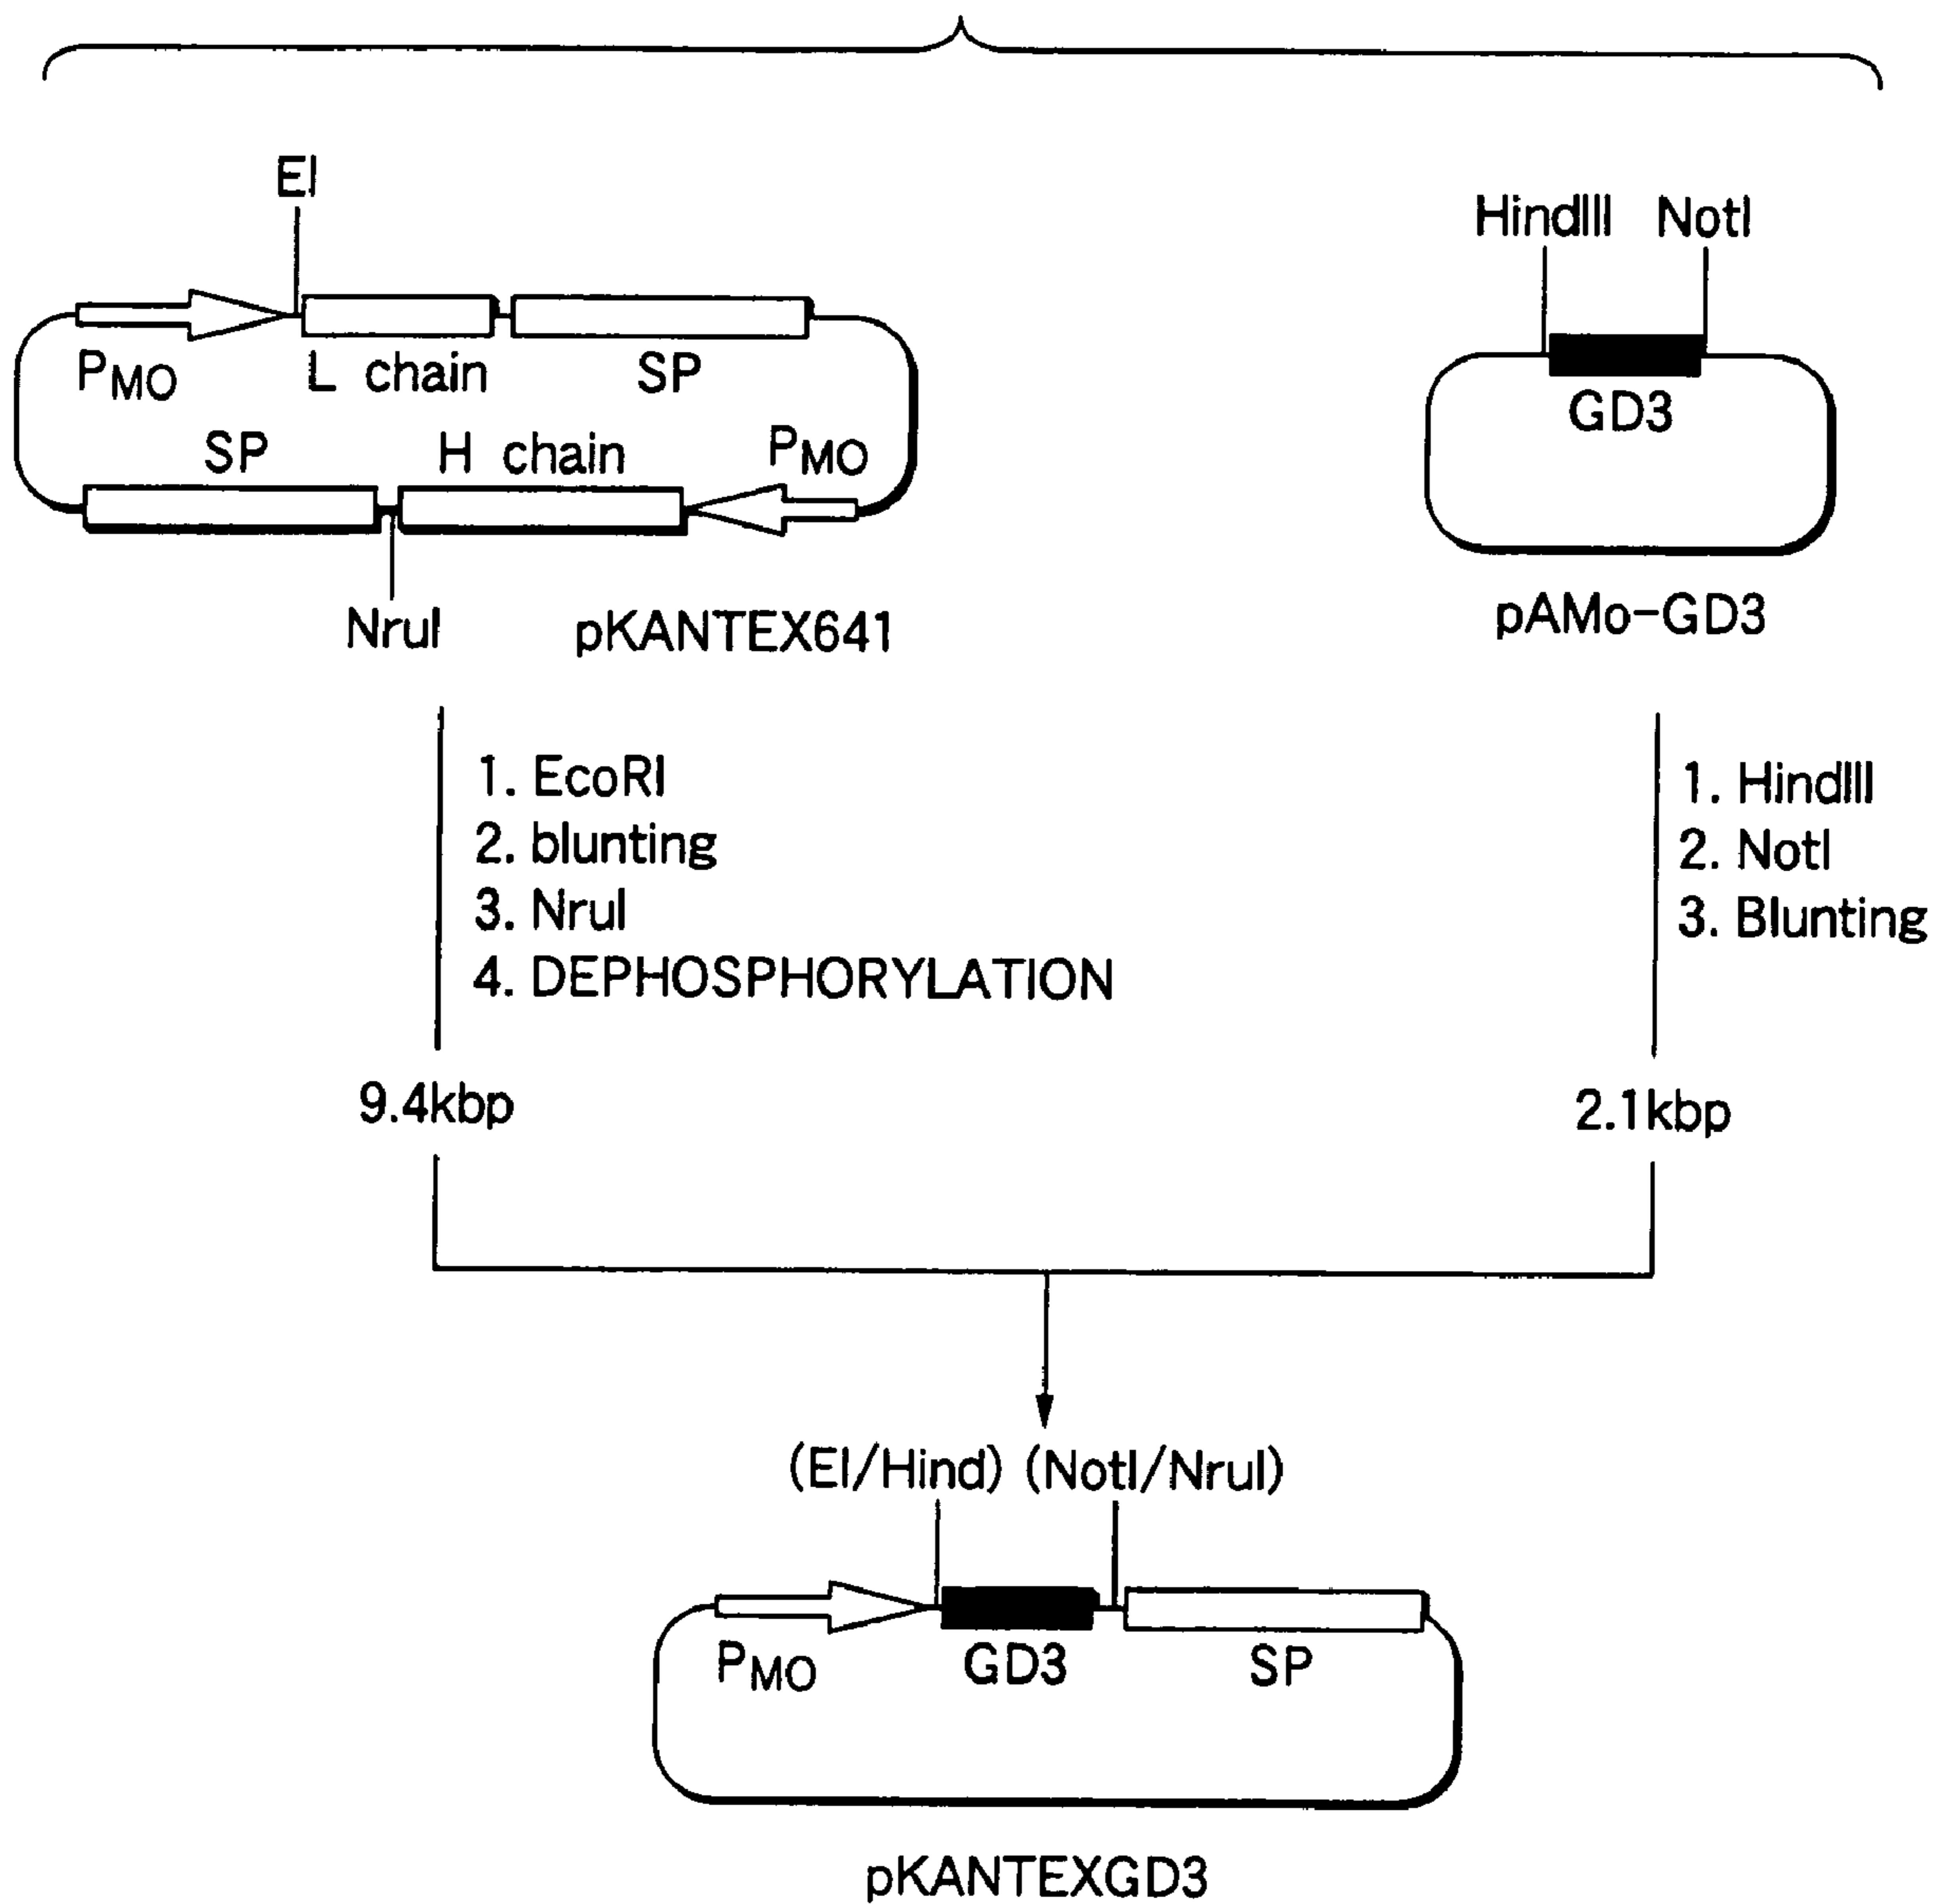 EI
PMO
L chain
SP
SP
H chain
PMO
NruI
pKANTEX641
HindIII
NotI
GD3
pAMo-GD3
1. EcoRI
2. blunting
3. NruI
4. DEPHOSPHORYLATION
1. HindIII
2. NotI
3. Blunting
9.4kbp
2.1kbp
(EI/Hind) (NotI/NruI)
PMO
GD3
SP
pKANTEXGD3